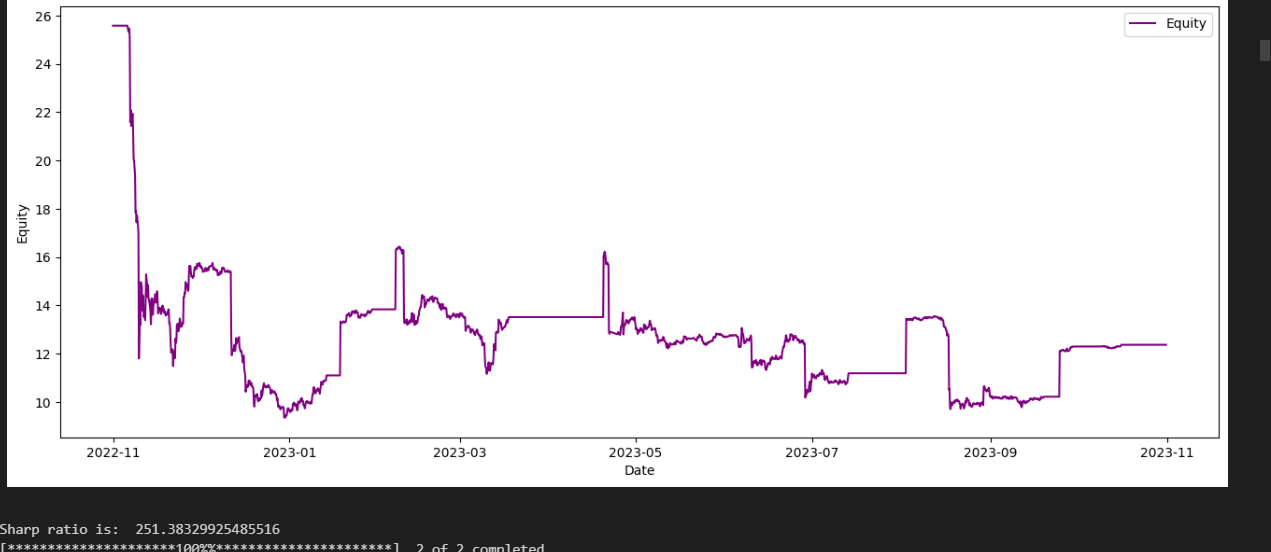 26
Equity
24
22
20
18
16
14
12
10
Equity
2022-11 2023-01 2023-03 2023-05 2023-07 2023-09 2023-11
Date
Sharp ratio is:  251.38329925485516
[*********************100%%**********************]  2 of 2 completed